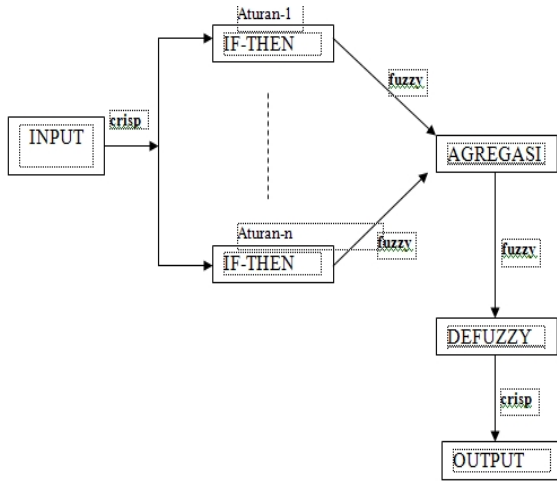 Aturan-1
IF-THEN
fuzzy
crisp
INPUT
AGREGASI
Aturan-n
fuzzy
IF-THEN
fuzzy
DEFUZZY
crisp
OUTPUT